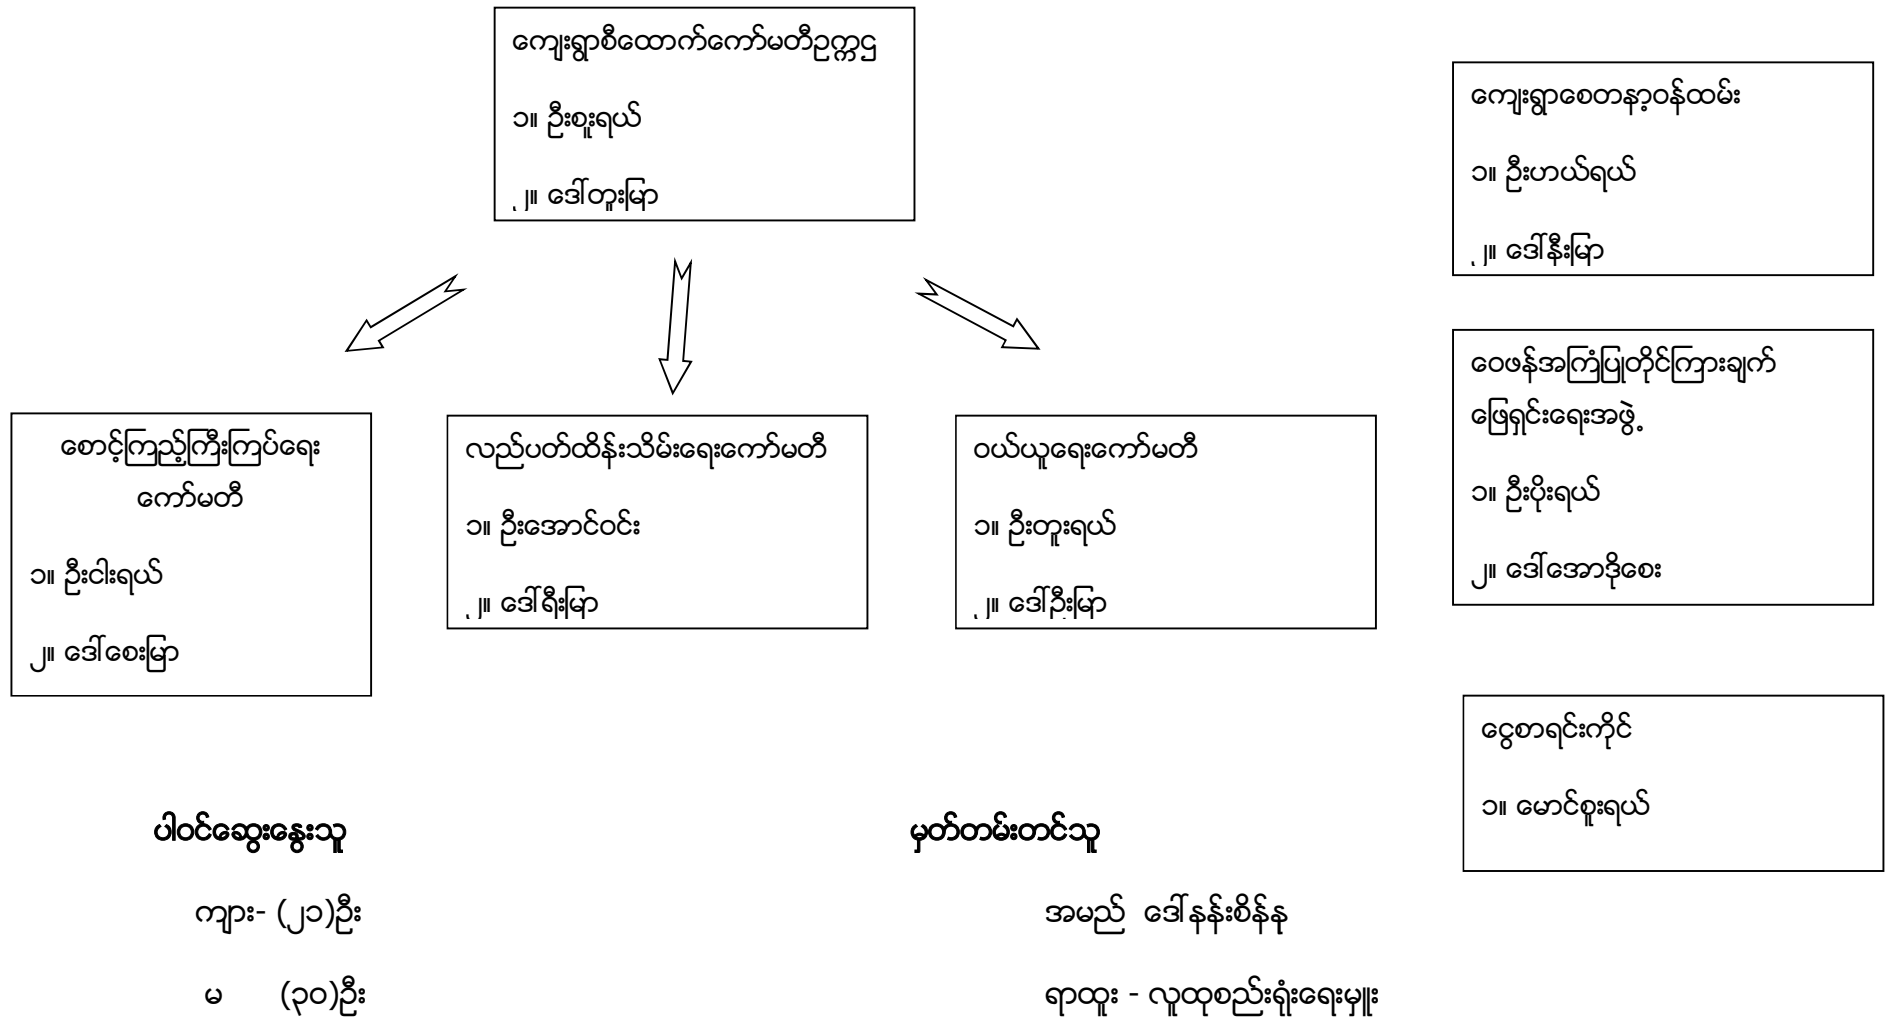 ကျေးရွာစီထောက်ကော်မတီဥက္ကဌ
၁။ ဦးစူးရယ်
၂။ ဒေါ်တူးမြာ
ကျေးရွာစေတနာ့ဝန်ထမ်း
၁။ ဦးဟယ်ရယ်
၂။ ဒေါ်နီးမြာ
စောင့်ကြည့်ကြီးကြပ်ရေး
ကော်မတီ
၁။ ဦးငါးရယ်
၂။ ဒေါ်စေးမြာ
လည်ပတ်ထိန်းသိမ်းရေးကော်မတီ
၁။ ဦးအောင်ဝင်း
၂။ ဒေါ်ရီးမြာ
ဝယ်ယူရေးကော်မတီ
၁။ ဦးတူးရယ်
၂။ ဒေါ်ဦးမြာ
ဝေဖန်အကြံပြုတိုင်ကြားချက်
ဖြေရှင်းရေးအဖွဲ့
၁။ ဦးပိုးရယ်
၂။ ဒေါ်အောဒိုစေး
ငွေစာရင်းကိုင်
၁။ မောင်စူးရယ်
ပါဝင်ဆွေးနွေးသူ
ကျား- (၂၁)ဦး
မ (၃၀)ဦး
မှတ်တမ်းတင်သူ
အမည် ဒေါ်နန်းစိန်နု
ရာထူး - လူထုစည်းရုံးရေးမှူး